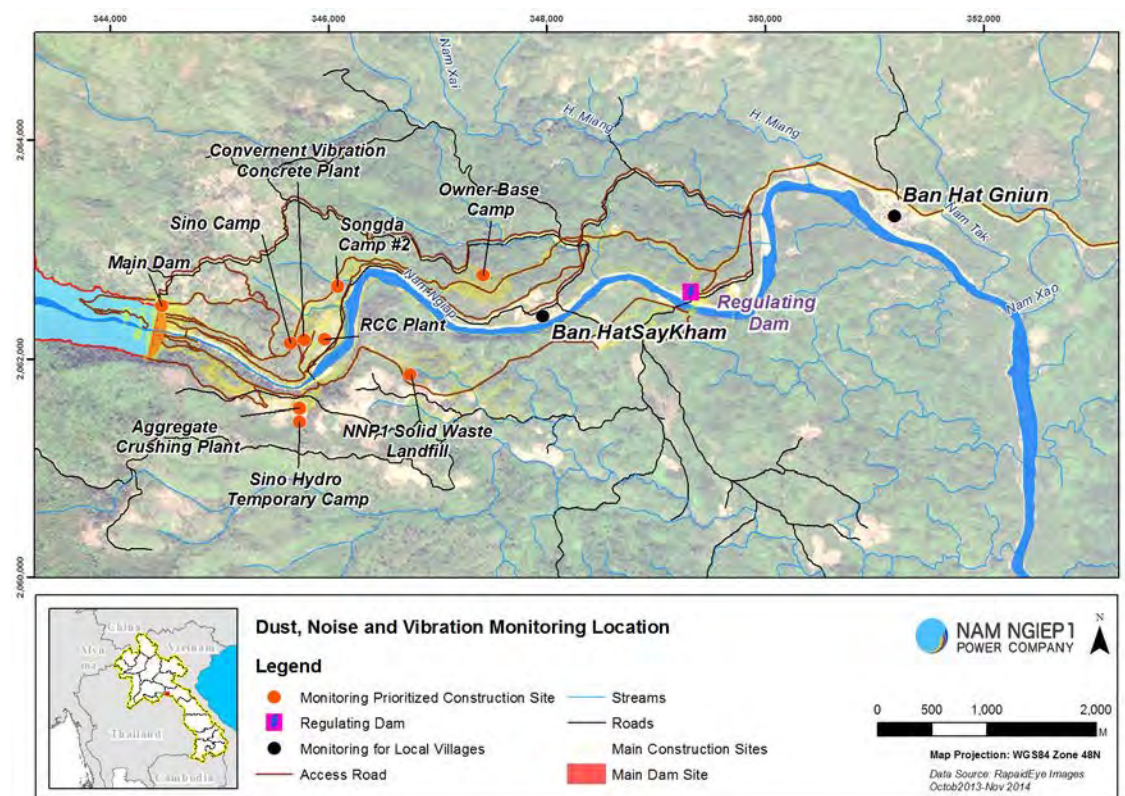 344,000 346,000 348,000 350,000 352,000
2,064,000
2,062,000
2,060,000
Nam Xai
H. Miang
H. Miang
Convernent Vibration
Concrete Plant
Sino Camp
Songda
Camp #2
Owner-Base
Camp
Ban Hat Gniun
Nam Tak
Main Dam
Nam Ngiap
RCC Plant
Ban HatSayKham
Regulating
Dam
Nam Xao
Aggregate
Crushing Plant
NNP1 Solid Waste
Landfill
Sino Hydro
Temporary Camp
China
Mya
ma
Vietnam
Thailand
Cambodia
Dust, Noise and Vibration Monitoring Location
Legend
Monitoring Prioritized Construction Site
Regulating Dam
Monitoring for Local Villages
Access Road
Streams
Roads
Main Construction Sites
Main Dam Site
NAM NGIEP1
POWER COMPANY
N
0 500 1,000 2,000
M
Map Projection: WGS84 Zone 48N
Data Source: RapaidEye Images
Octob2013-Nov 2014